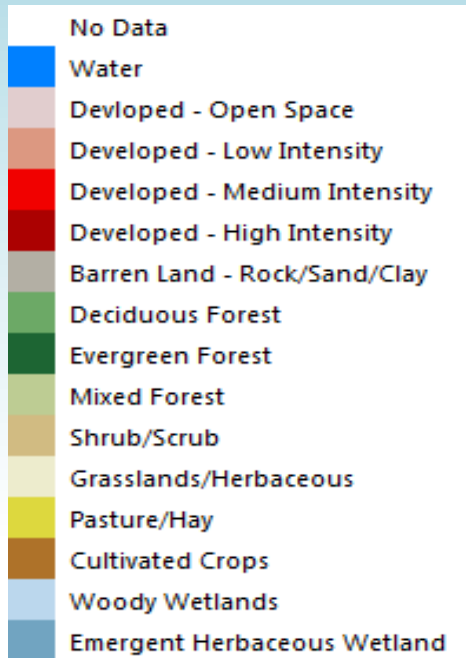 No Data
Water
Devloped - Open Space
Developed - Low Intensity
Developed - Medium Intensity
Developed - High Intensity
Barren Land - Rock/Sand/Clay
Deciduous Forest
Evergreen Forest
Mixed Forest
Shrub/Scrub
Grasslands/Herbaceous
Pasture/Hay
Cultivated Crops
Woody Wetlands
Emergent Herbaceous Wetland